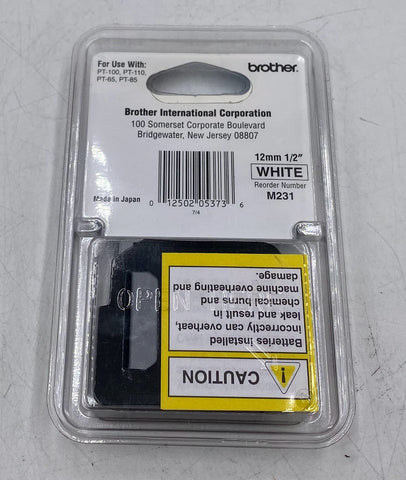 For Use With:
PT-100, PT-110,
PT-65, PT-85
brother
Brother International Corporation
100 Somerset Corporate Boulevard
Bridgewater, New Jersey 08807
12mm 1/2"
WHITE
Reorder Number
M231
Made in Japan
0 12502 05373 6
7/4
OPEN
CAUTION
Batteries installed
incorrectly can overheat,
leak and result in
chemical burns and
machine overheating and
damage.